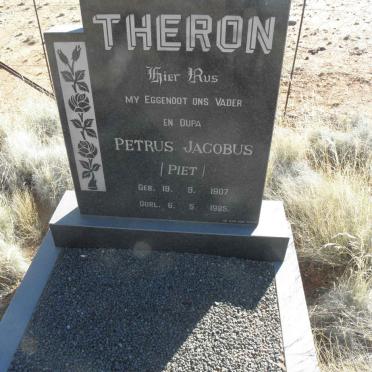 THERON
Hier Rus
MY EGGENOOT ONS VADER
EN OUPA
PETRUS JACOBUS
(PIET)
GEB. 19. 9. 1907
OORL. 6. 5. 1985.